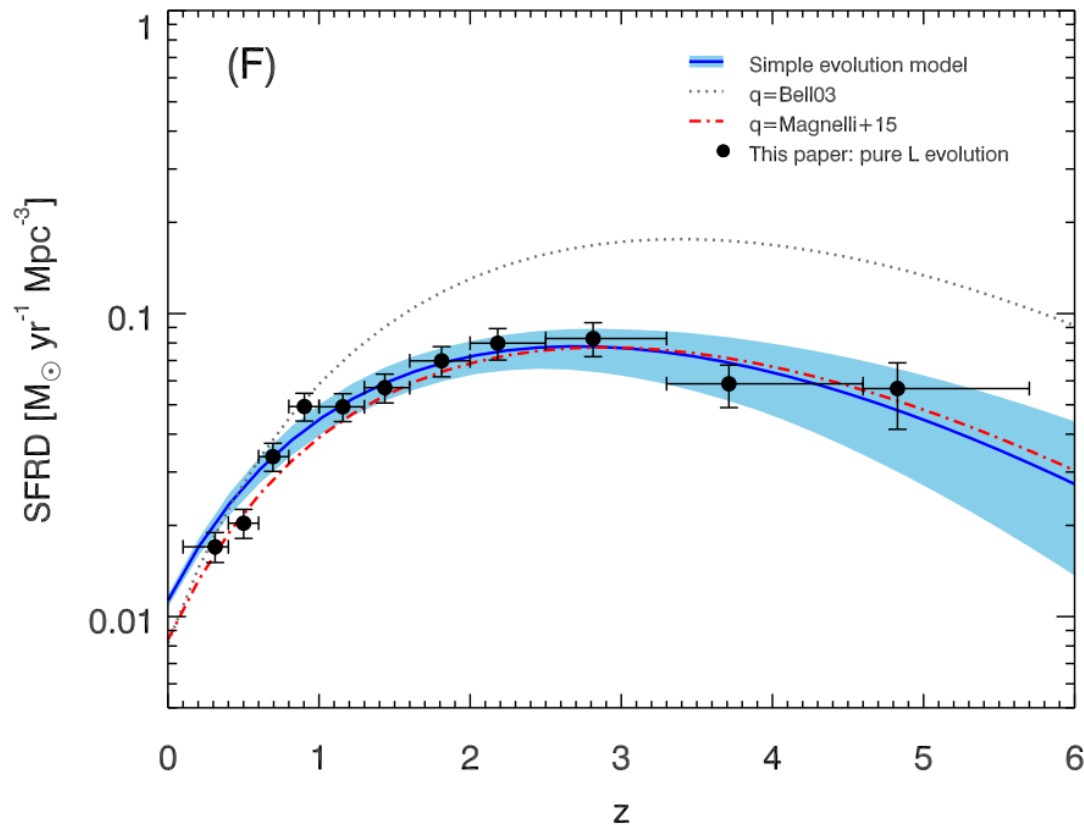 1
(F)
Simple evolution model
q=Bell03
q=Magnelli+15
This paper: pure L evolution
SFRD [M⊙ yr⁻¹ Mpc⁻³]
0.1
0.01
0 1 2 3 4 5 6
z